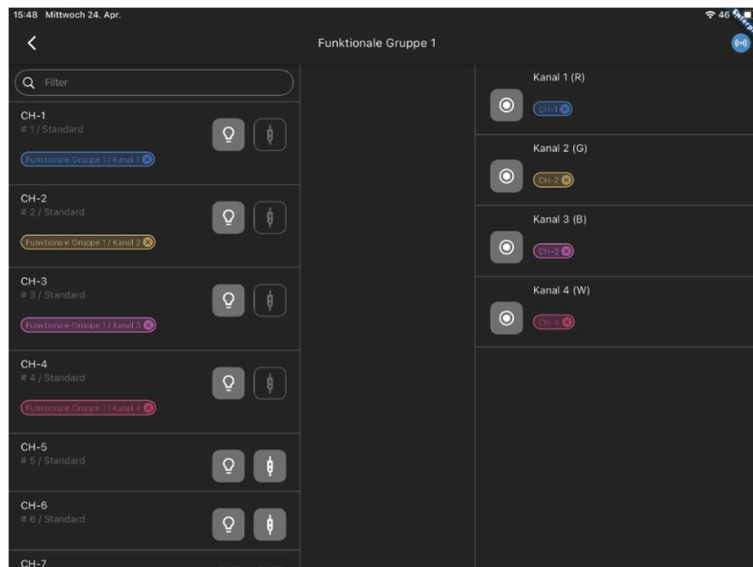 15:48 Mittwoch 24. Apr.
46
Funktionale Gruppe 1
Filter
CH-1
# 1 / Standard
Funktionale Gruppe 1 / Kanal 1
CH-2
# 2 / Standard
Funktionale Gruppe 1 / Kanal 2
CH-3
# 3 / Standard
Funktionale Gruppe 1 / Kanal 3
CH-4
# 4 / Standard
Funktionale Gruppe 1 / Kanal 4
CH-5
# 5 / Standard
CH-6
# 6 / Standard
CH-7
Kanal 1 (R)
CH-1
Kanal 2 (G)
CH-2
Kanal 3 (B)
CH-3
Kanal 4 (W)
CH-4